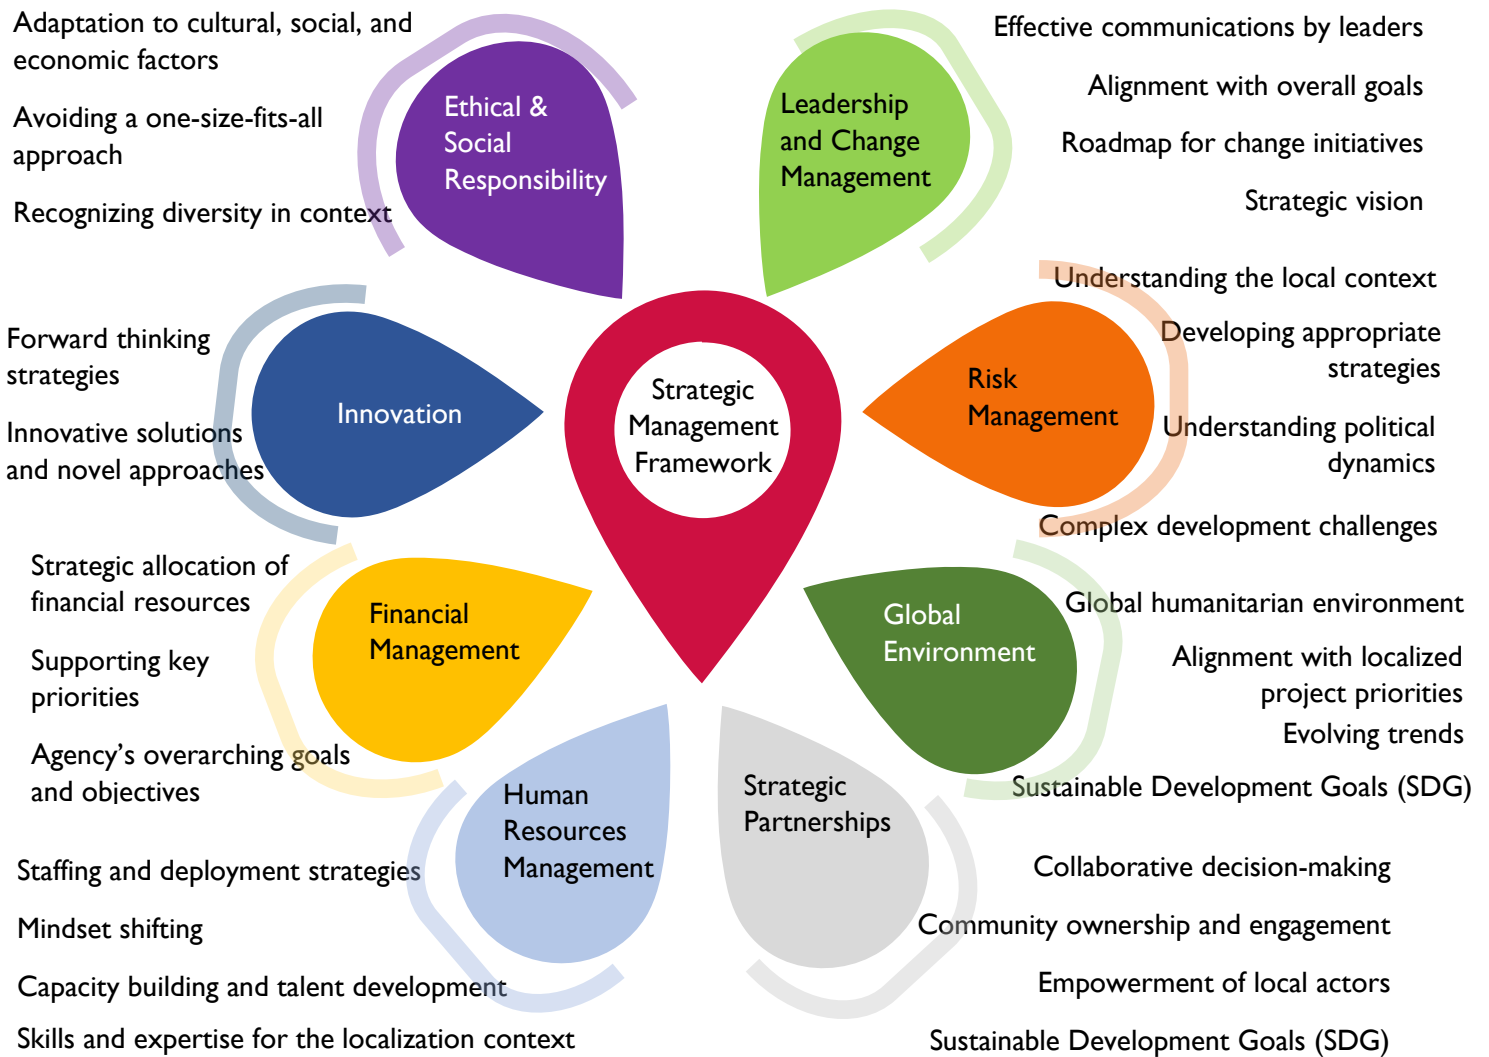 Adaptation to cultural, social, and
economic factors
Avoiding a one-size-fits-all
approach
Recognizing diversity in context
Ethical &
Social
Responsibility
Leadership
and Change
Management
Effective communications by leaders
Alignment with overall goals
Roadmap for change initiatives
Strategic vision
Forward thinking
strategies
Innovative solutions
and novel approaches
Innovation
Strategic
Management
Framework
Risk
Management
Understanding the local context
Developing appropriate
strategies
Understanding political
dynamics
Complex development challenges
Strategic allocation of
financial resources
Supporting key
priorities
Agency’s overarching goals
and objectives
Financial
Management
Global
Environment
Global humanitarian environment
Alignment with localized
project priorities
Evolving trends
Sustainable Development Goals (SDG)
Staffing and deployment strategies
Mindset shifting
Capacity building and talent development
Skills and expertise for the localization context
Human
Resources
Management
Strategic
Partnerships
Collaborative decision-making
Community ownership and engagement
Empowerment of local actors
Sustainable Development Goals (SDG)